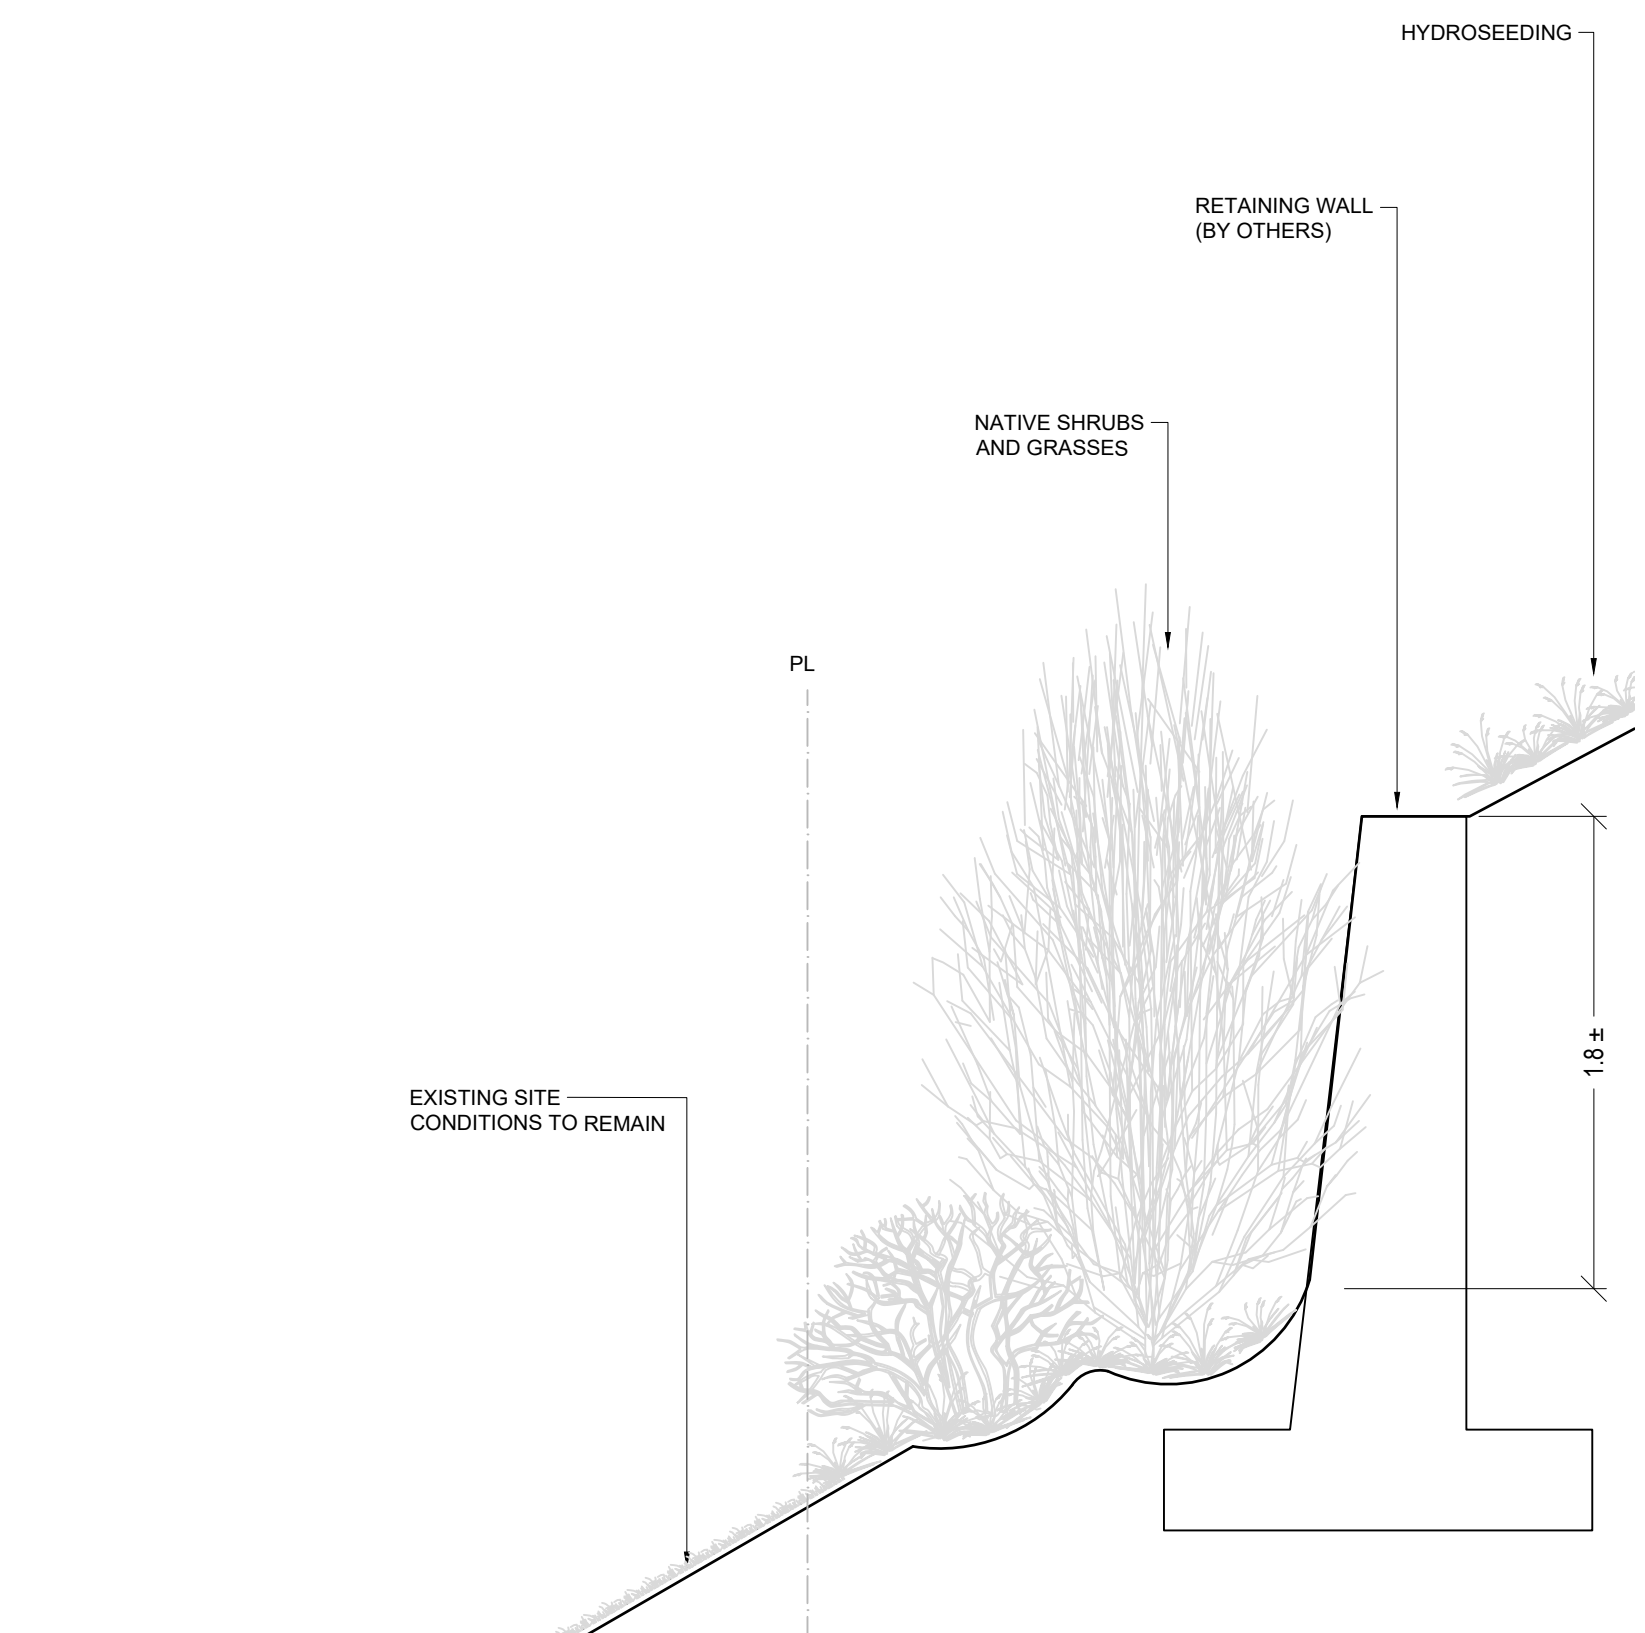 HYDROSEEDING
RETAINING WALL
(BY OTHERS)
NATIVE SHRUBS
AND GRASSES
PL
1.8 ±
EXISTING SITE
CONDITIONS TO REMAIN